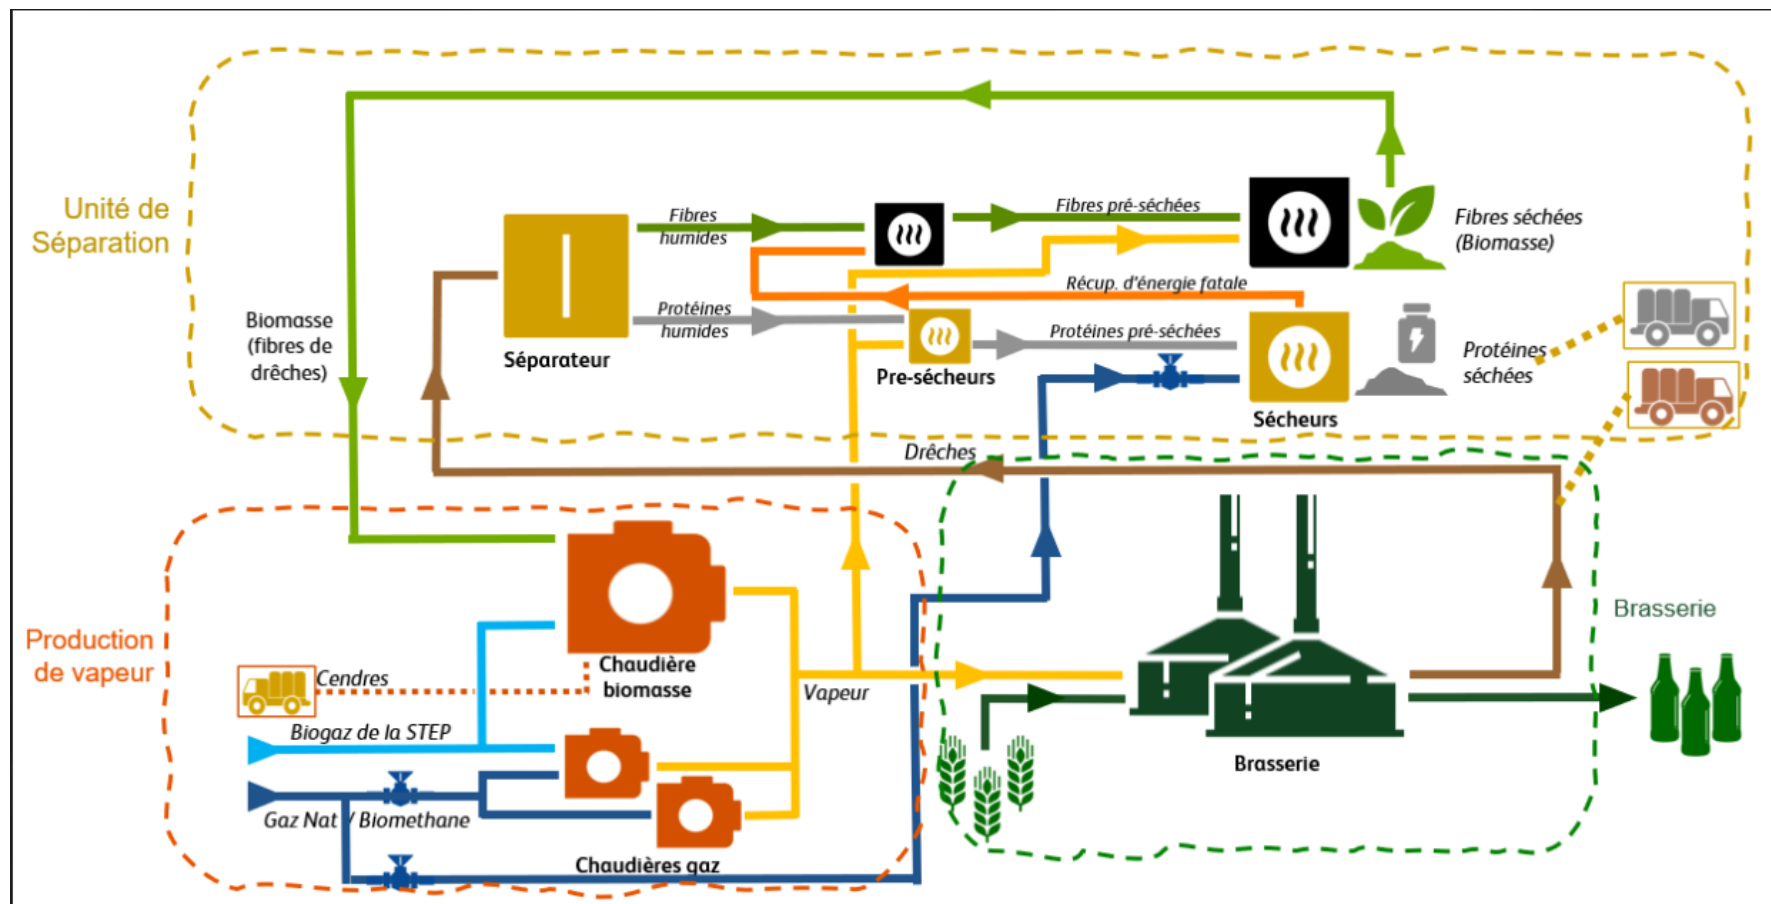 Unité de
Séparation
Fibres
humides
Fibres pré-séchées
Fibres séchées
(Biomasse)
Récup. d'énergie fatale
Biomasse
(fibres de
drêches)
Protéines
humides
Protéines pré-séchées
Séparateur
Pre-sécheurs
Protéines
séchées
Sécheurs
Drêches
Production
de vapeur
Chaudière
biomasse
Cendres
Vapeur
Biogaz de la STEP
Gaz Nat / Biomethane
Chaudières gaz
Brasserie
Brasserie